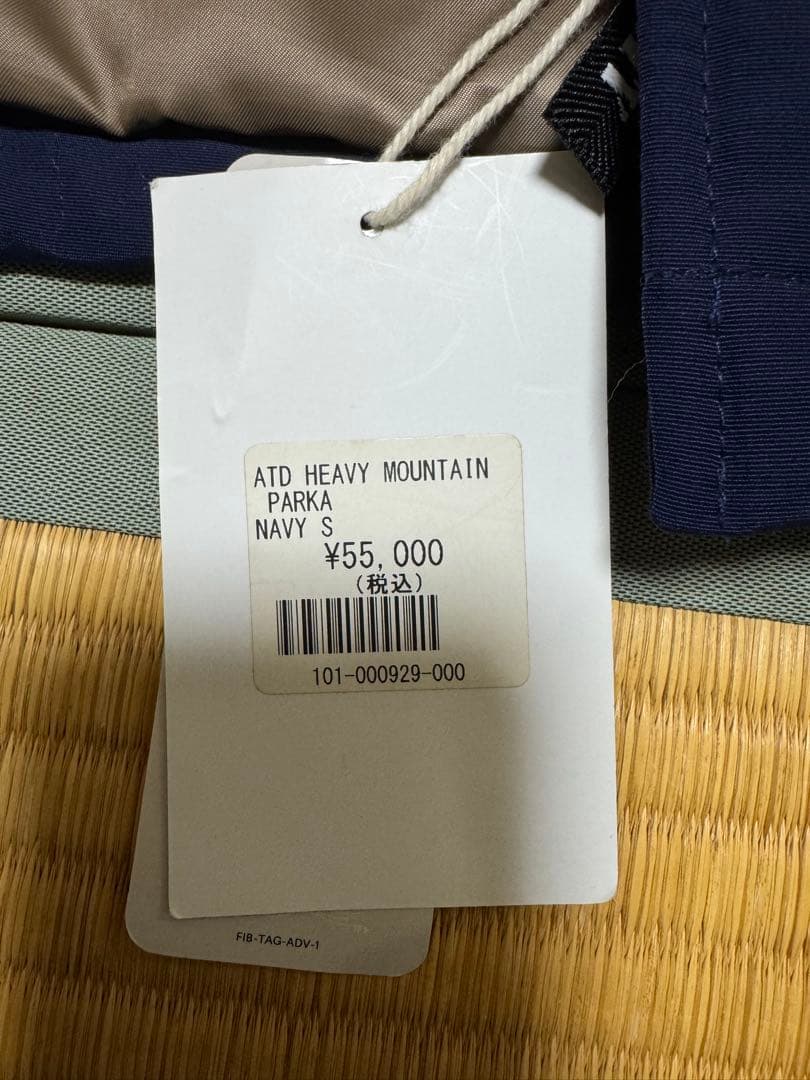 ATD HEAVY MOUNTAIN
PARKA
NAVY S
¥55,000
(税込)
101-000929-000
FIB-TAG-ADV-1